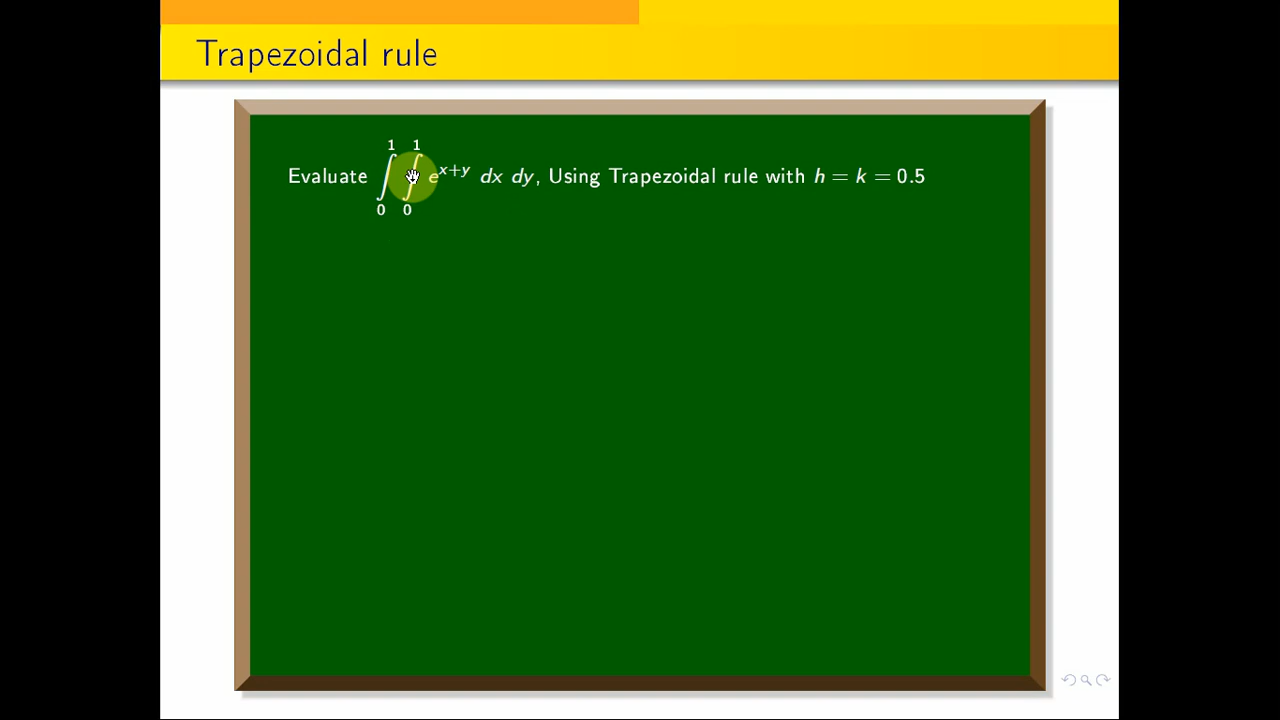 Trapezoidal rule
Evaluate ∫₀¹ ∫₀¹ e^{x+y} dx dy, Using Trapezoidal rule with h = k = 0.5